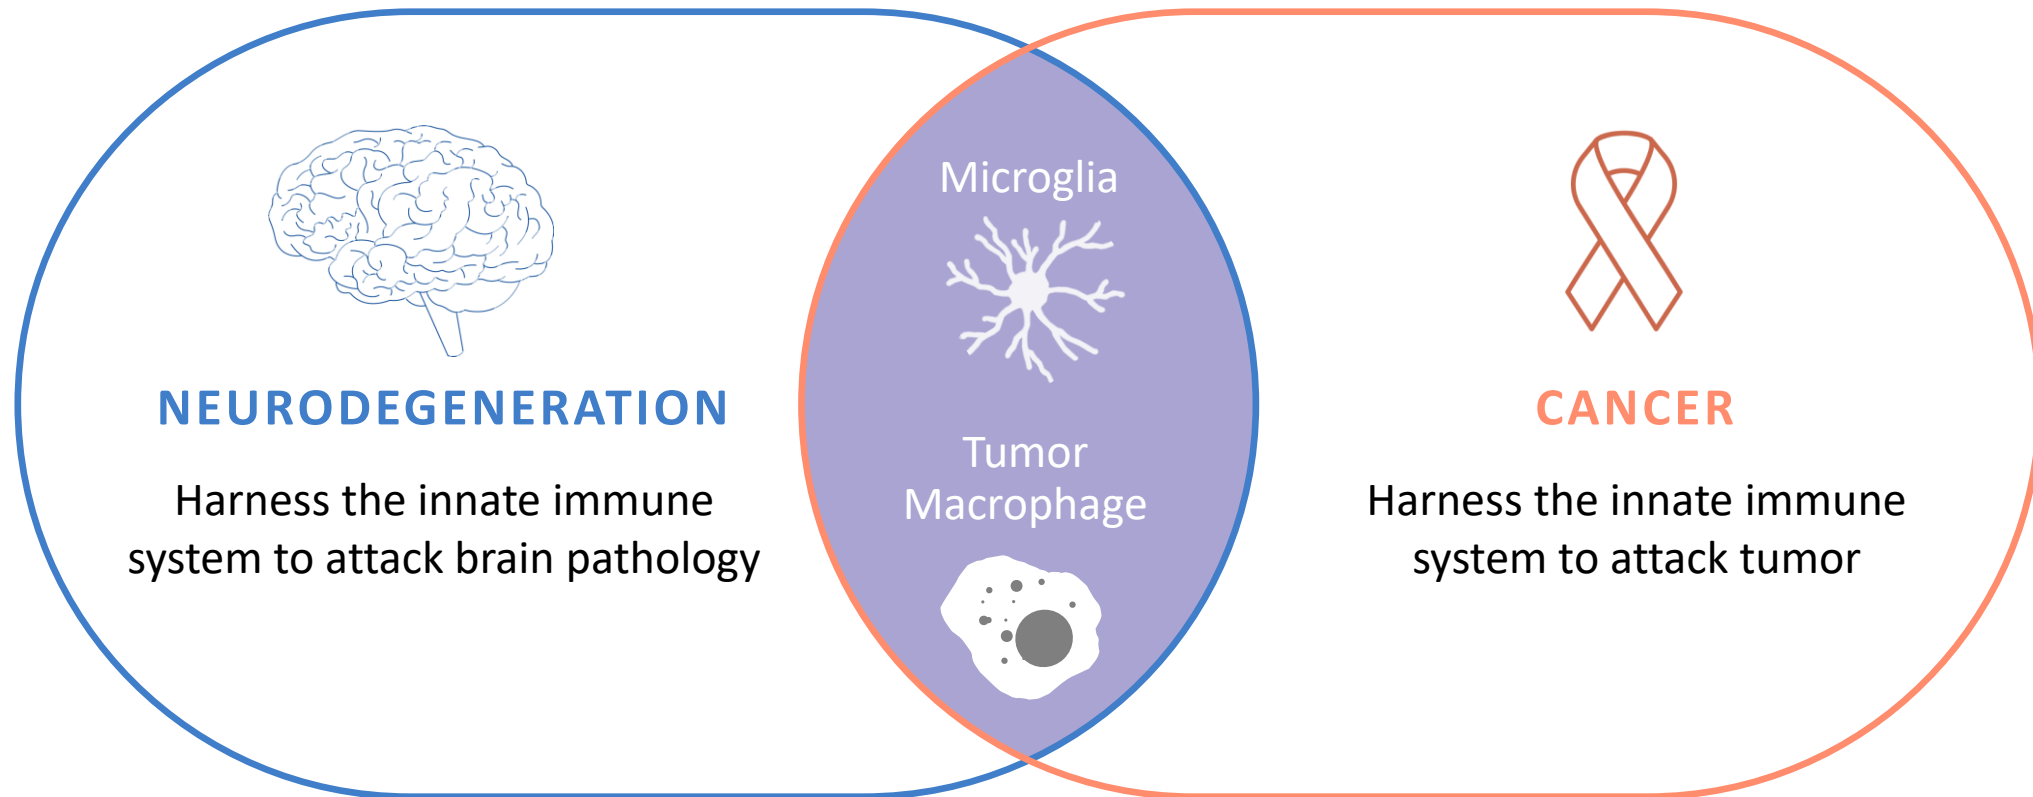 NEURODEGENERATION
Harness the innate immune
system to attack brain pathology
Microglia
Tumor
Macrophage
CANCER
Harness the innate immune
system to attack tumor